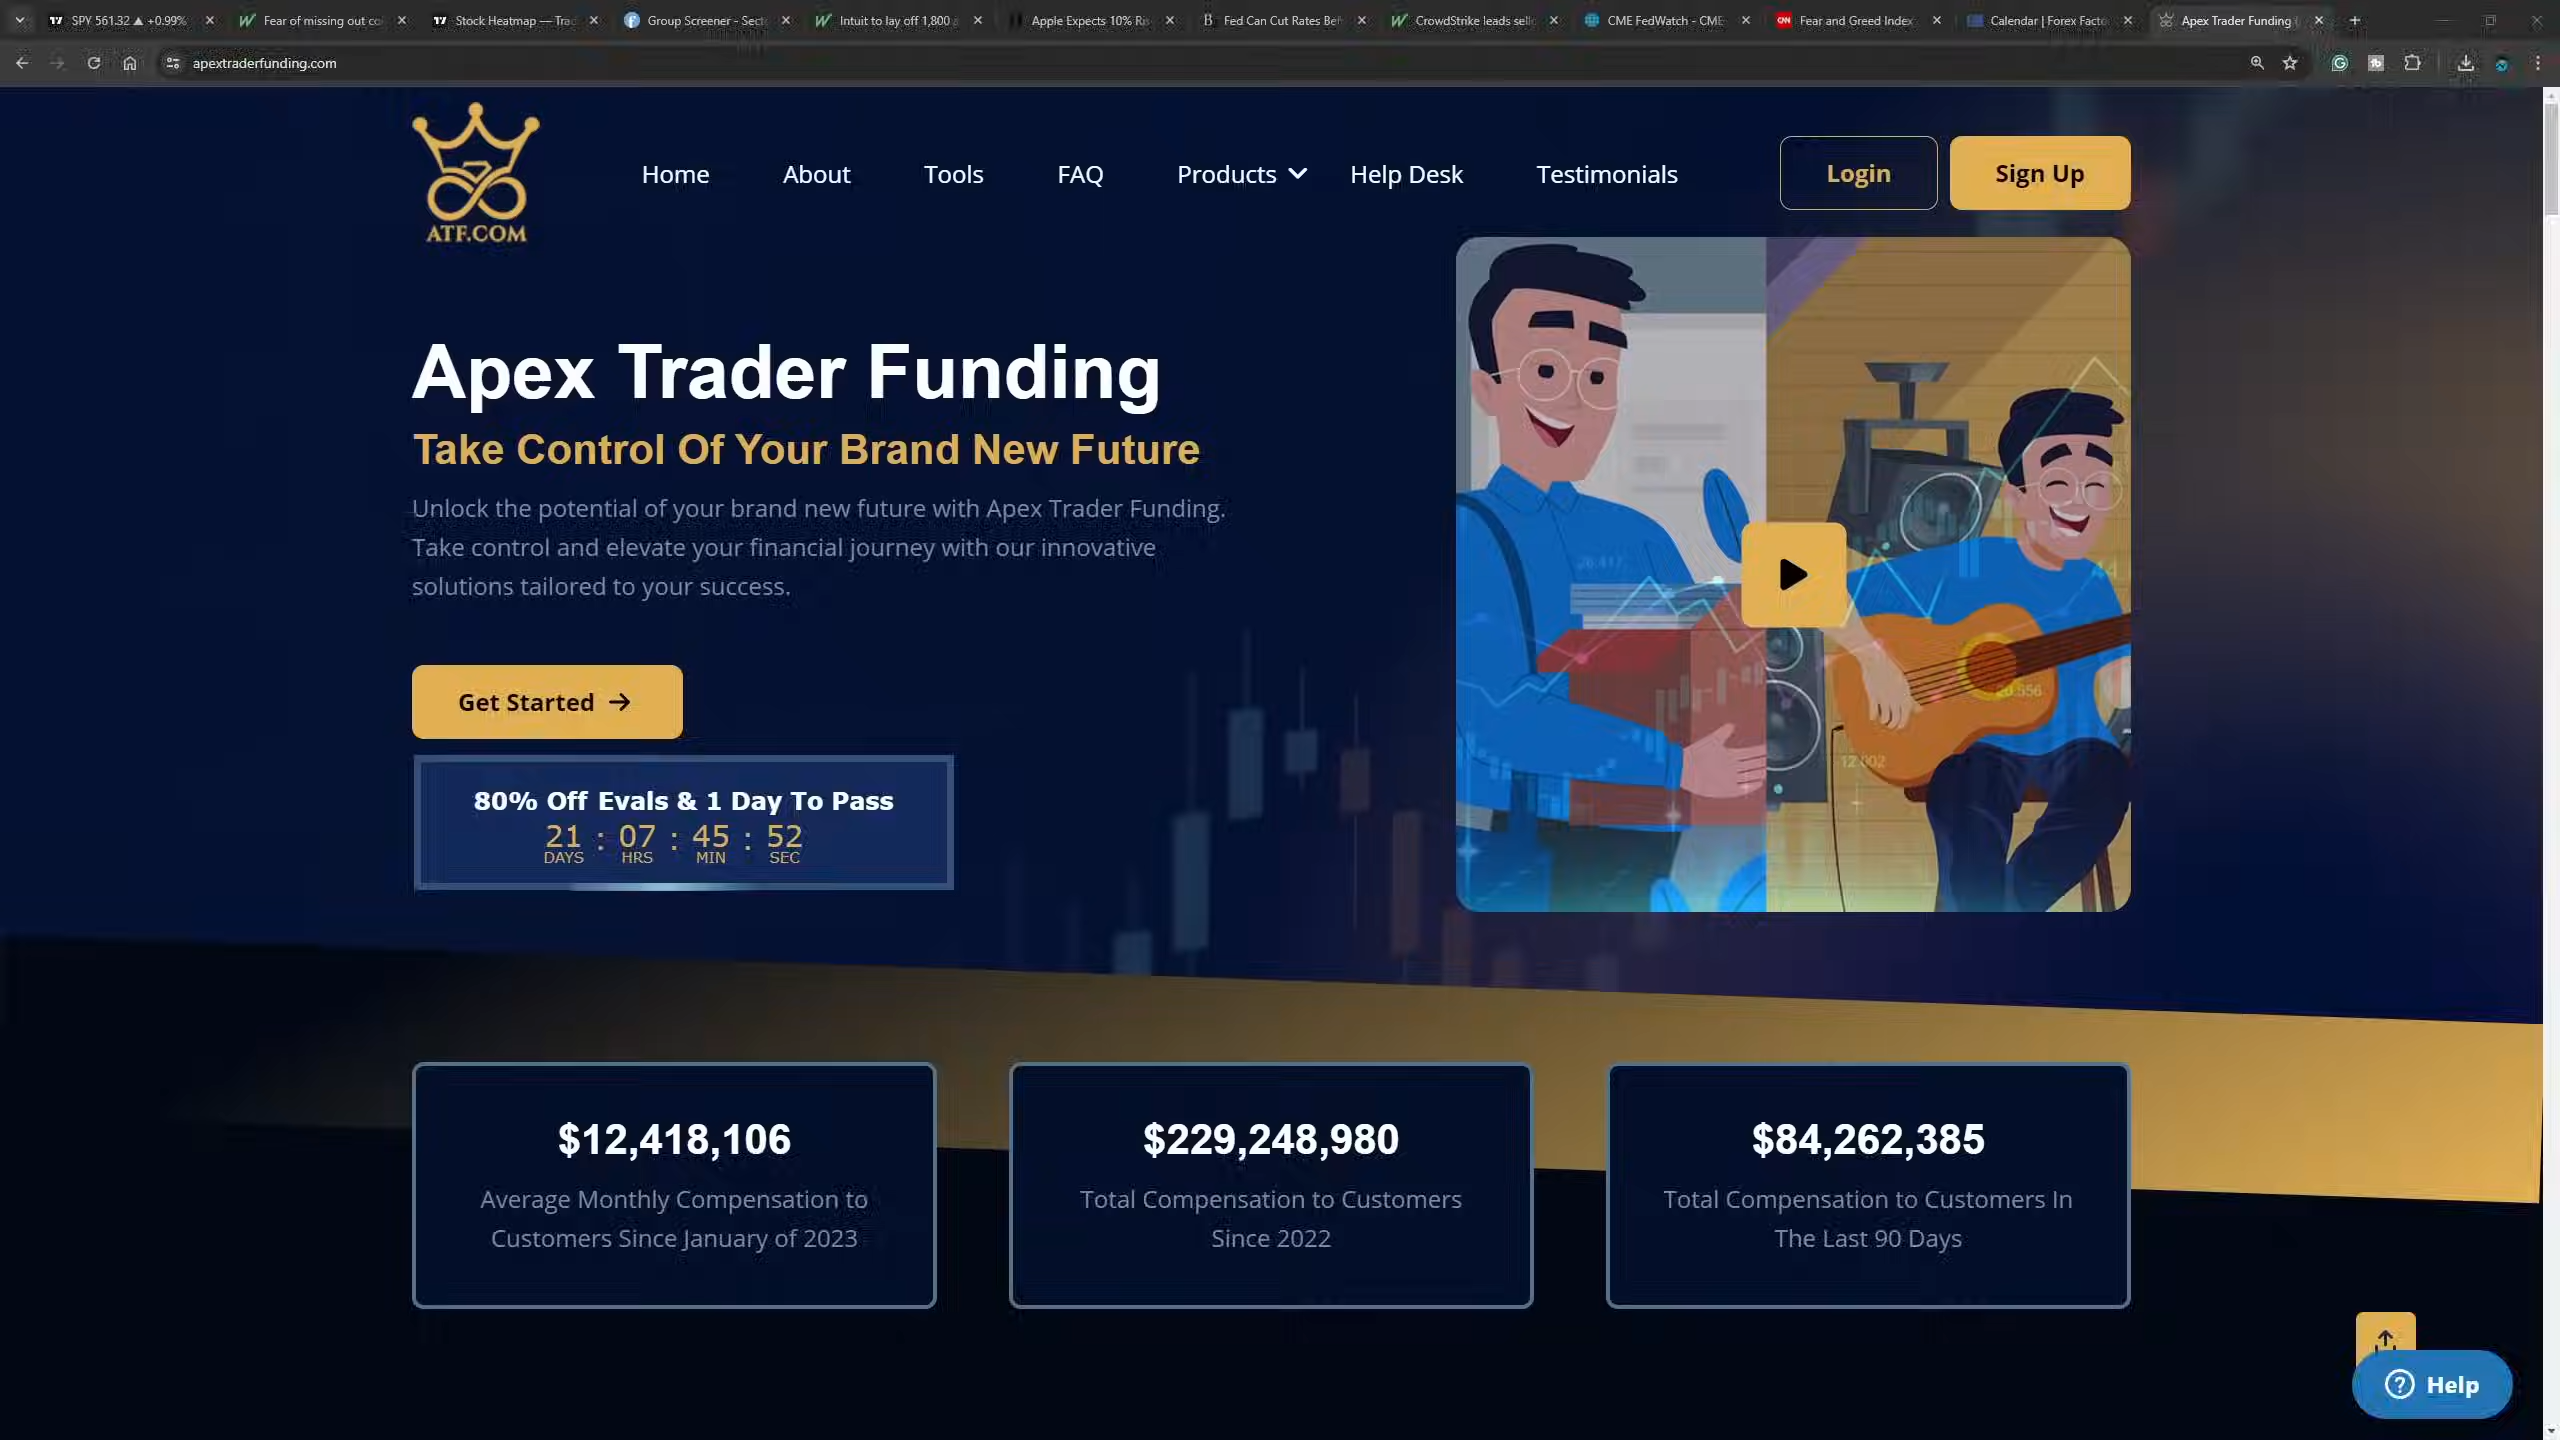 SPY 561.32 ▲ +0.99%
Fear of missing out co
Stock Heatmap — Tra
Group Screener - Sect
Intuit to lay off 1,800
Apple Expects 10% Ri
Fed Can Cut Rates Bef
CrowdStrike leads sell
CME FedWatch - CME
Fear and Greed Index
Calendar | Forex Facto
Apex Trader Funding
apextraderfunding.com
ATF.COM
Home
About
Tools
FAQ
Products
Help Desk
Testimonials
Login
Sign Up
Apex Trader Funding
Take Control Of Your Brand New Future
Unlock the potential of your brand new future with Apex Trader Funding.
Take control and elevate your financial journey with our innovative
solutions tailored to your success.
Get Started →
80% Off Evals & 1 Day To Pass
21 : 07 : 45 : 52
DAYS HRS MIN SEC
$12,418,106
Average Monthly Compensation to
Customers Since January of 2023
$229,248,980
Total Compensation to Customers
Since 2022
$84,262,385
Total Compensation to Customers In
The Last 90 Days
Help